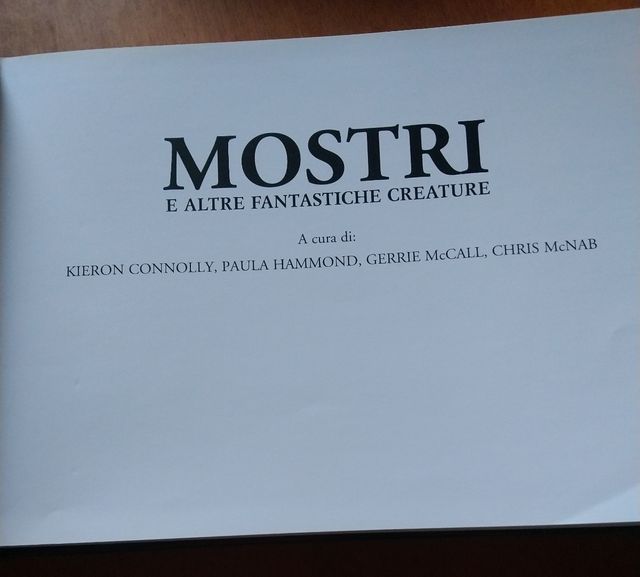 MOSTRI
E ALTRE FANTASTICHE CREATURE
A cura di:
KIERON CONNOLLY, PAULA HAMMOND, GERRIE McCALL, CHRIS McNAB